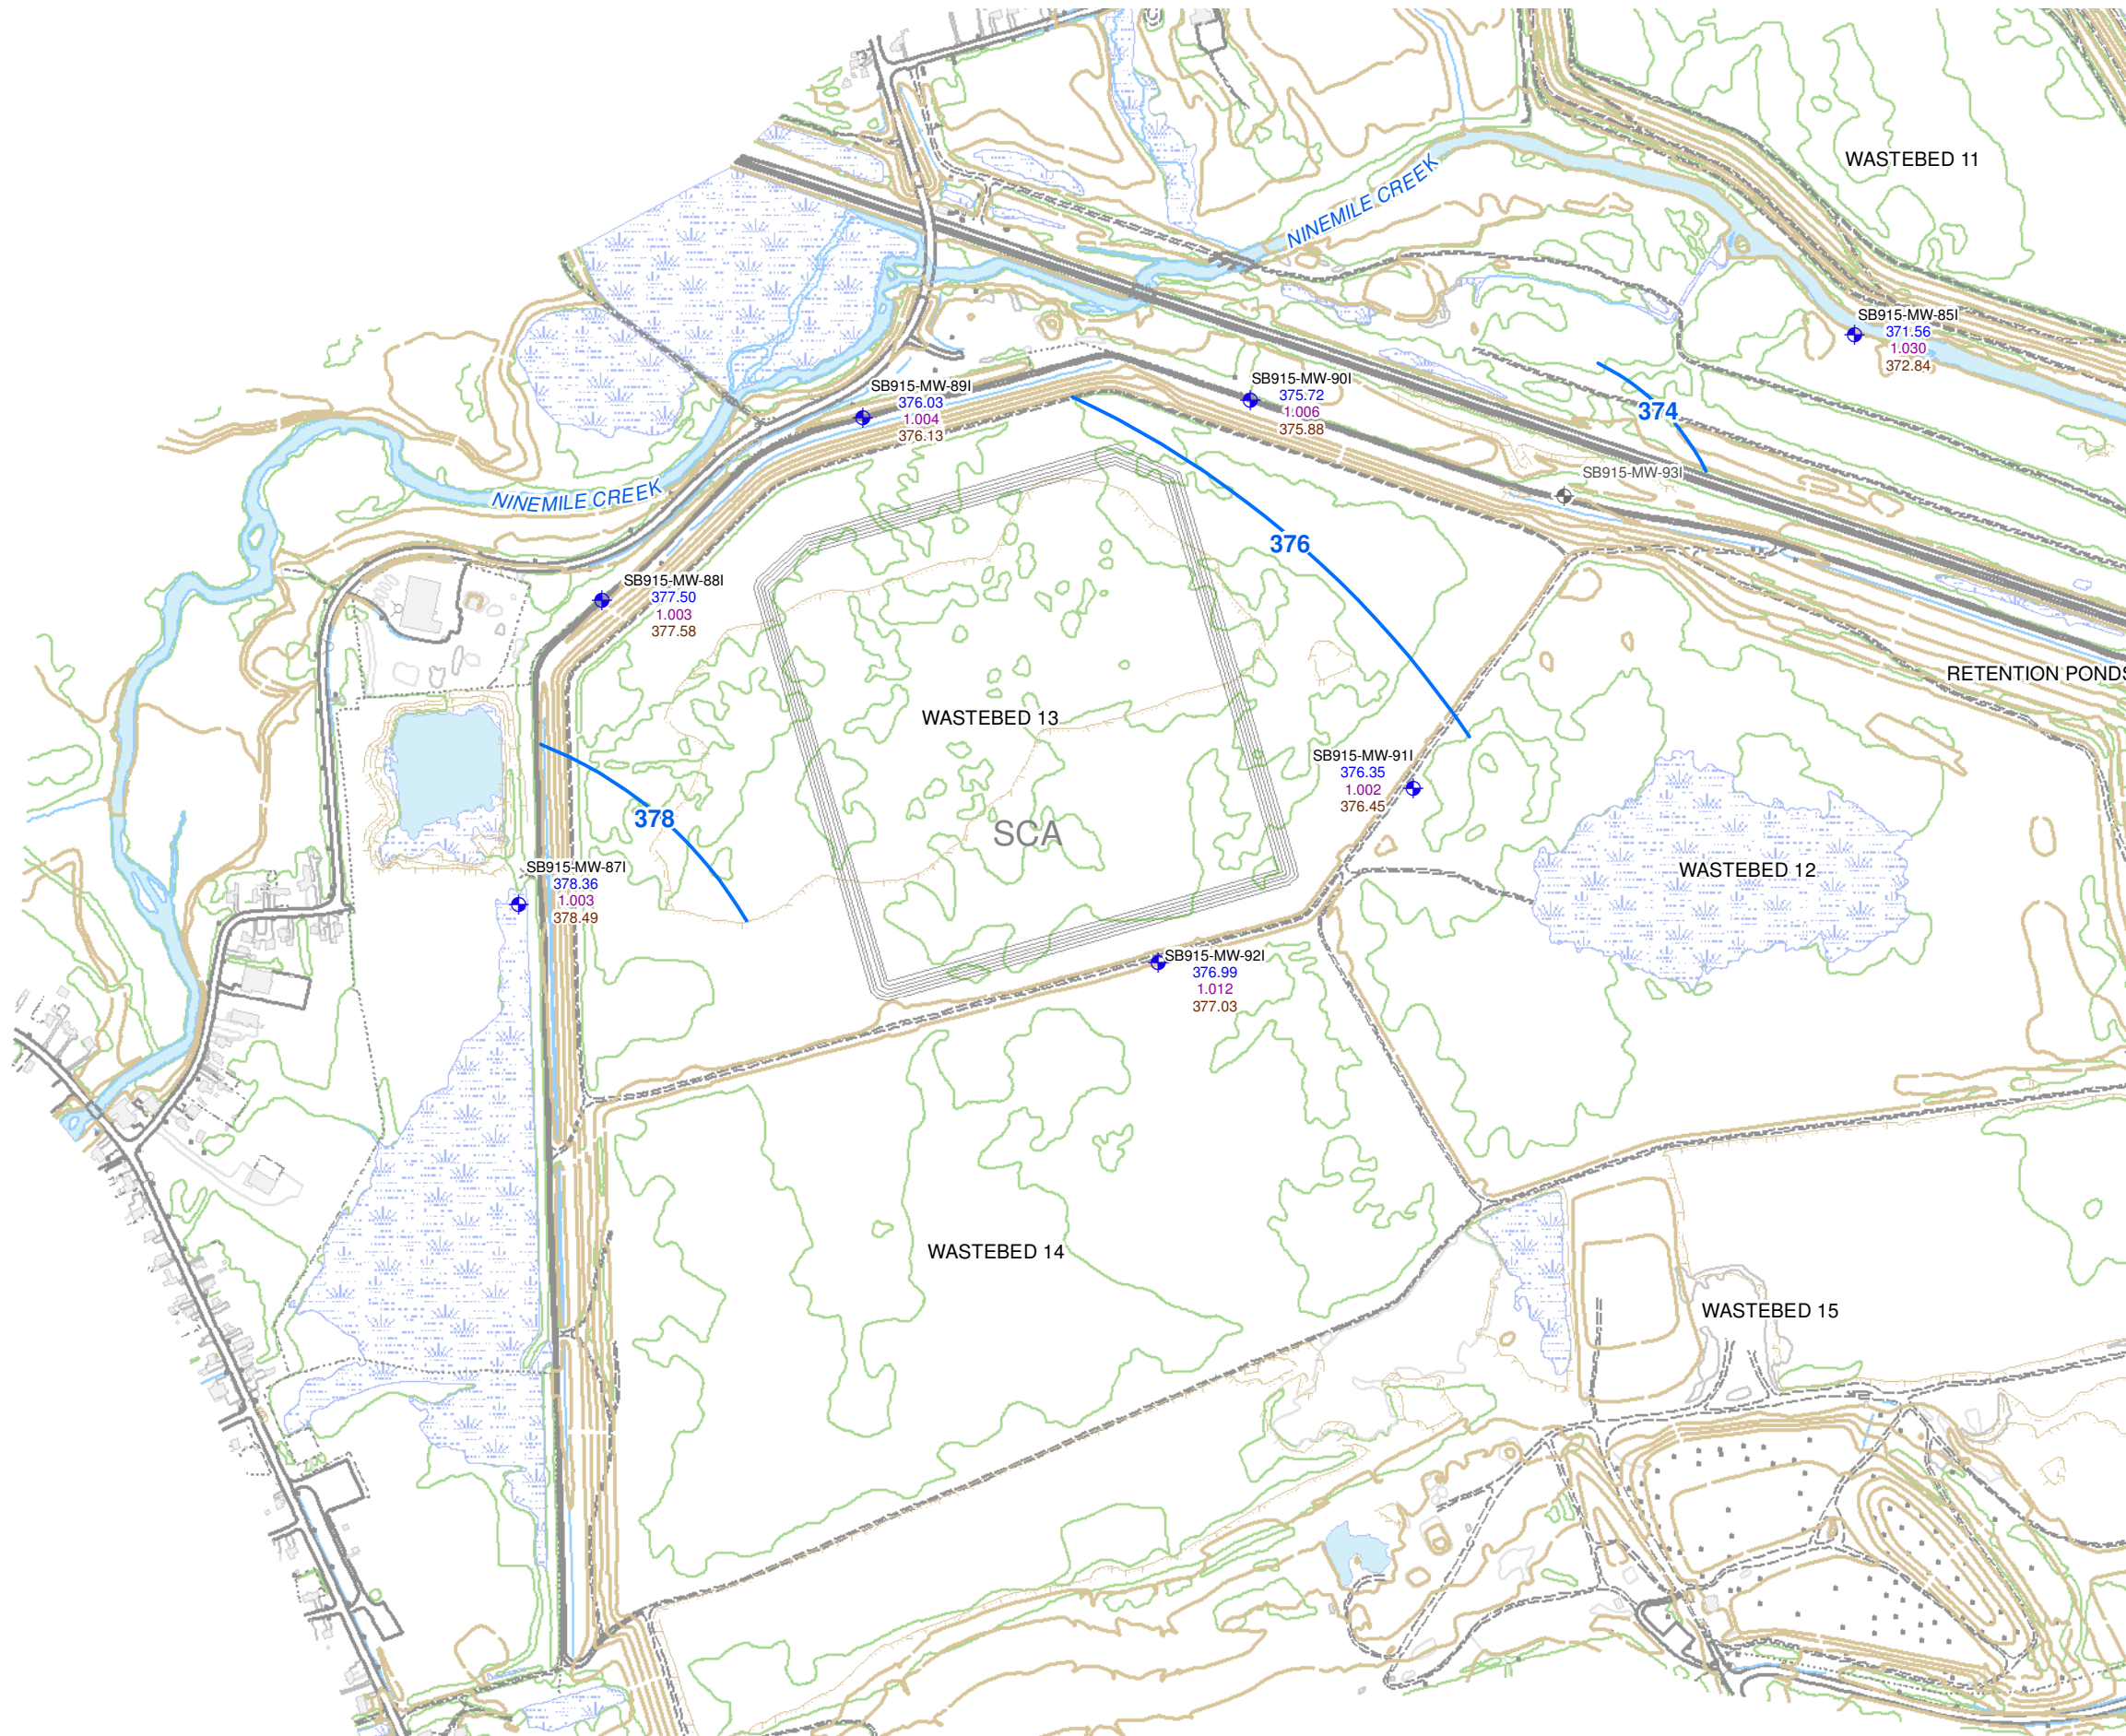 WASTEBED 11
NINEMILE CREEK
SB915-MW-85I
371.56
1.030
372.84
SB915-MW-89I
376.03
1.004
376.13
SB915-MW-90I
375.72
1.006
375.88
374
SB915-MW-93I
NINEMILE CREEK
376
SB915-MW-88I
377.50
1.003
377.58
RETENTION PONDS
WASTEBED 13
SB915-MW-91I
376.35
1.002
376.45
378
SCA
SB915-MW-87I
378.36
1.003
378.49
WASTEBED 12
SB915-MW-92I
376.99
1.012
377.03
WASTEBED 14
WASTEBED 15